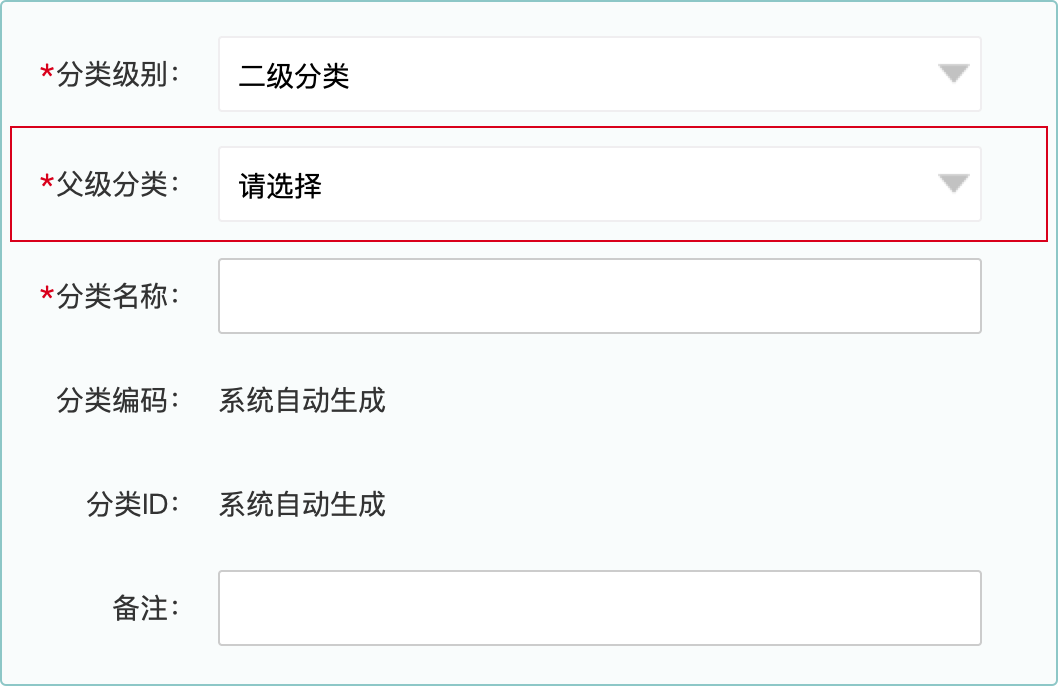 *分类级别： 二级分类
*父级分类： 请选择
*分类名称：
分类编码： 系统自动生成
分类ID： 系统自动生成
备注：